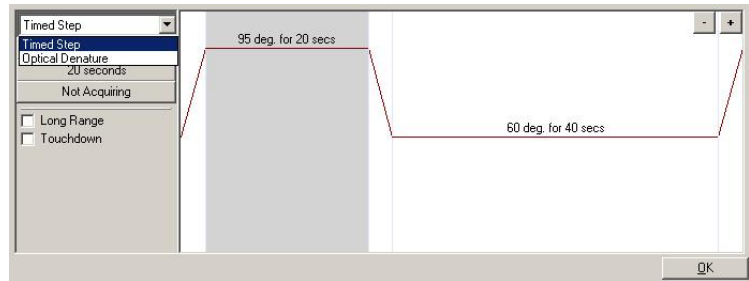 Timed Step
Timed Step
Optical Denature
20 seconds
Not Acquiring
Long Range
Touchdown
95 deg. for 20 secs
60 deg. for 40 secs
- +
OK